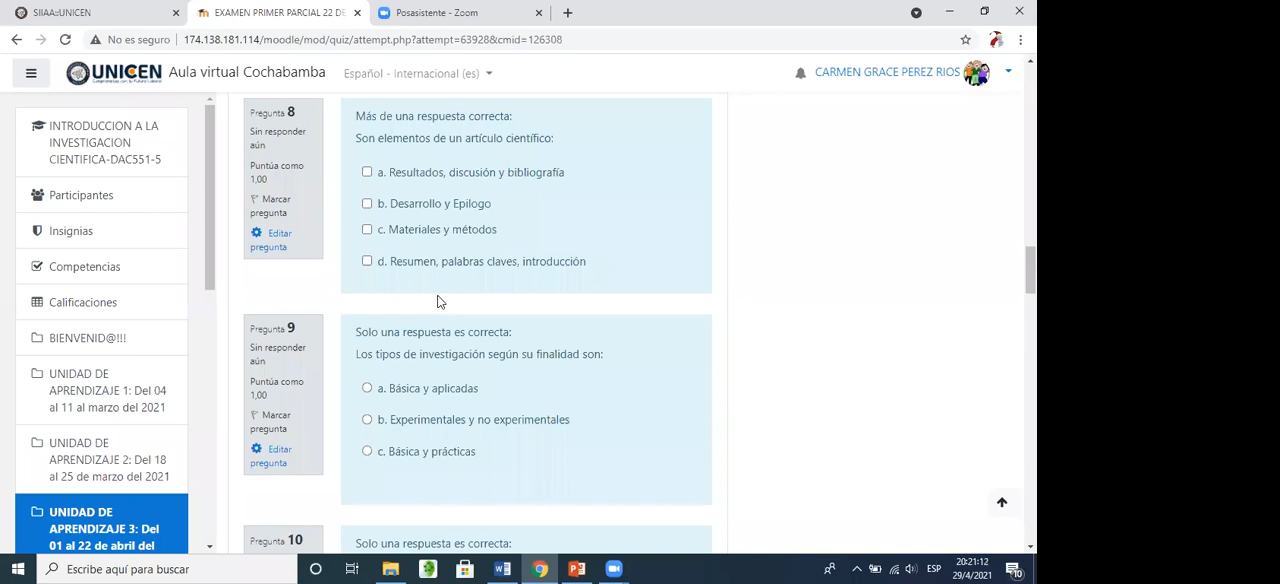 SIIAA::UNICEN
EXAMEN PRIMER PARCIAL 22 DE
Posasistente - Zoom
No es seguro | 174.138.181.114/moodle/mod/quiz/attempt.php?attempt=63928&cmid=126308
UNICEN
Aula virtual Cochabamba
Español - Internacional (es)
CARMEN GRACE PEREZ RIOS
INTRODUCCION A LA
INVESTIGACION
CIENTIFICA-DAC551-5
Participantes
Insignias
Competencias
Calificaciones
BIENVENID@!!!
UNIDAD DE
APRENDIZAJE 1: Del 04
al 11 al marzo del 2021
UNIDAD DE
APRENDIZAJE 2: Del 18
al 25 de marzo del 2021
UNIDAD DE
APRENDIZAJE 3: Del
01 al 22 de abril del
Pregunta 8
Sin responder
aún
Puntúa como
1,00
Marcar
pregunta
Editar
pregunta
Más de una respuesta correcta:
Son elementos de un artículo científico:
a. Resultados, discusión y bibliografía
b. Desarrollo y Epilogo
c. Materiales y métodos
d. Resumen, palabras claves, introducción
Pregunta 9
Sin responder
aún
Puntúa como
1,00
Marcar
pregunta
Editar
pregunta
Solo una respuesta es correcta:
Los tipos de investigación según su finalidad son:
a. Básica y aplicadas
b. Experimentales y no experimentales
c. Básica y prácticas
Pregunta 10
Solo una respuesta es correcta:
Escribe aquí para buscar
ESP
20:21:12
29/4/2021
10